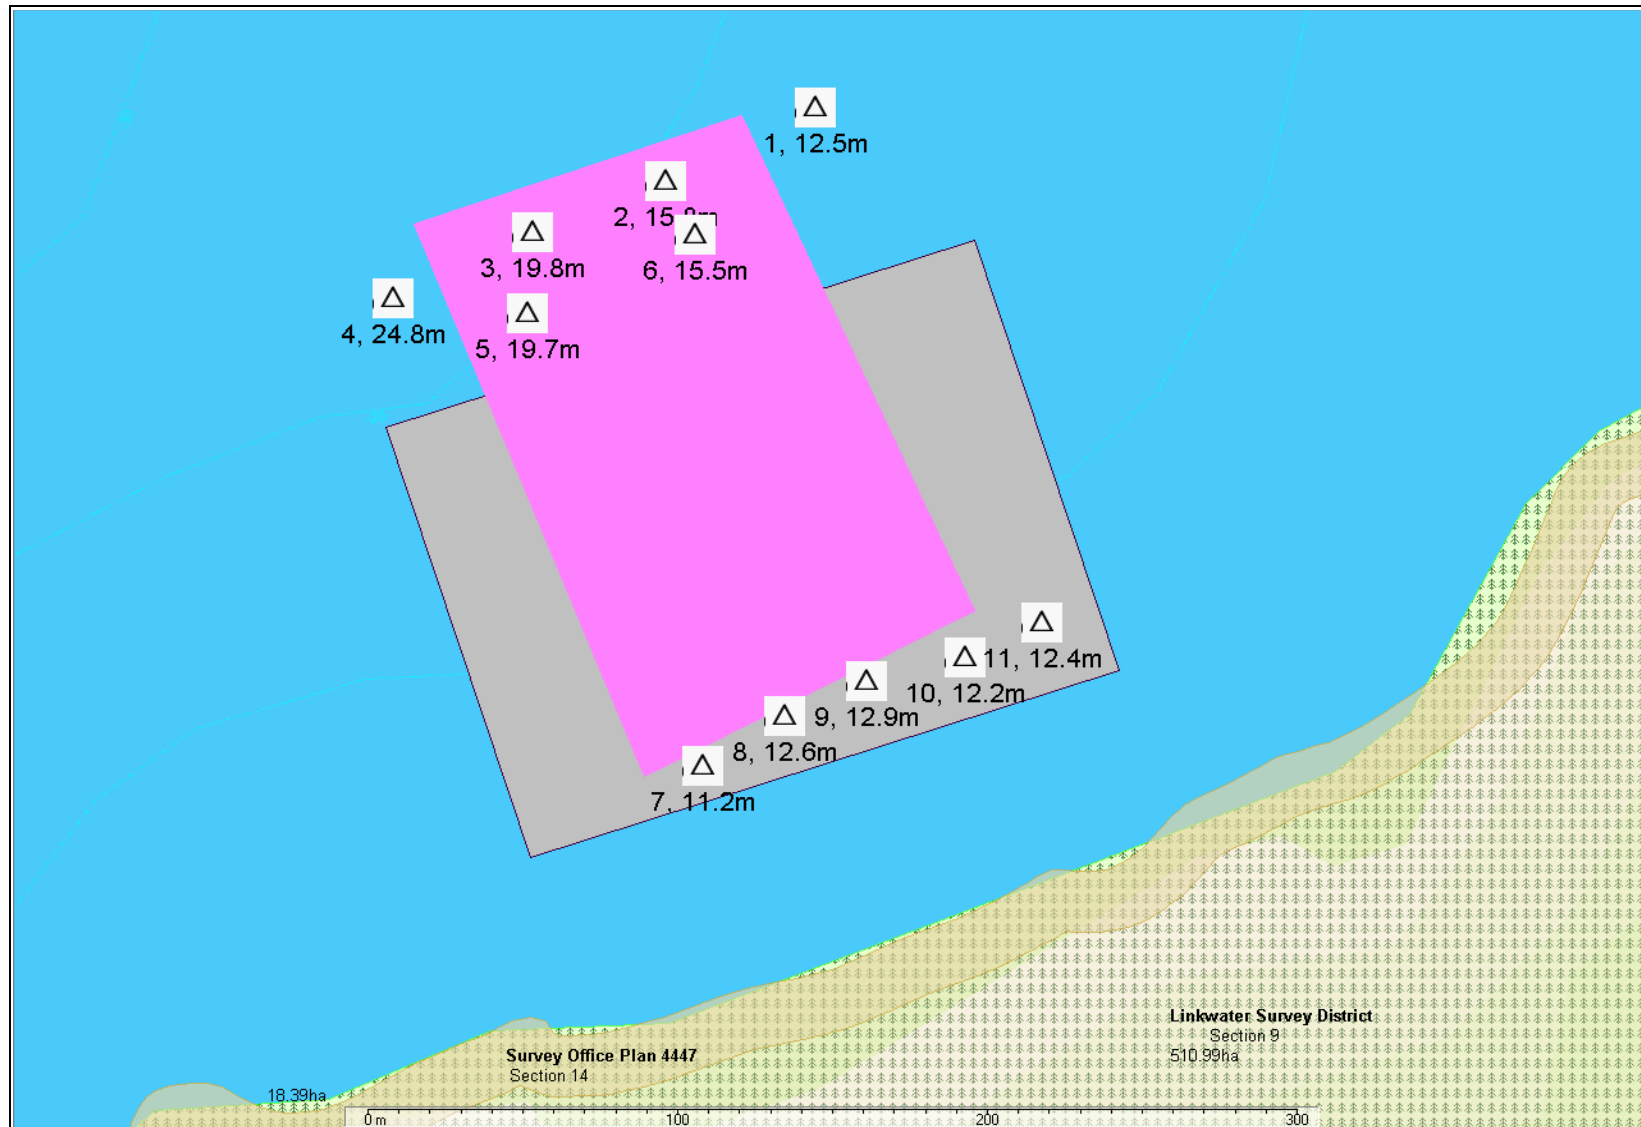 1, 12.5m
2, 15.8m
3, 19.8m
6, 15.5m
4, 24.8m
5, 19.7m
11, 12.4m
10, 12.2m
9, 12.9m
8, 12.6m
7, 11.2m
Linkwater Survey District
Section 9
510.99ha
Survey Office Plan 4447
Section 14
18.39ha
0 m 100 200 300